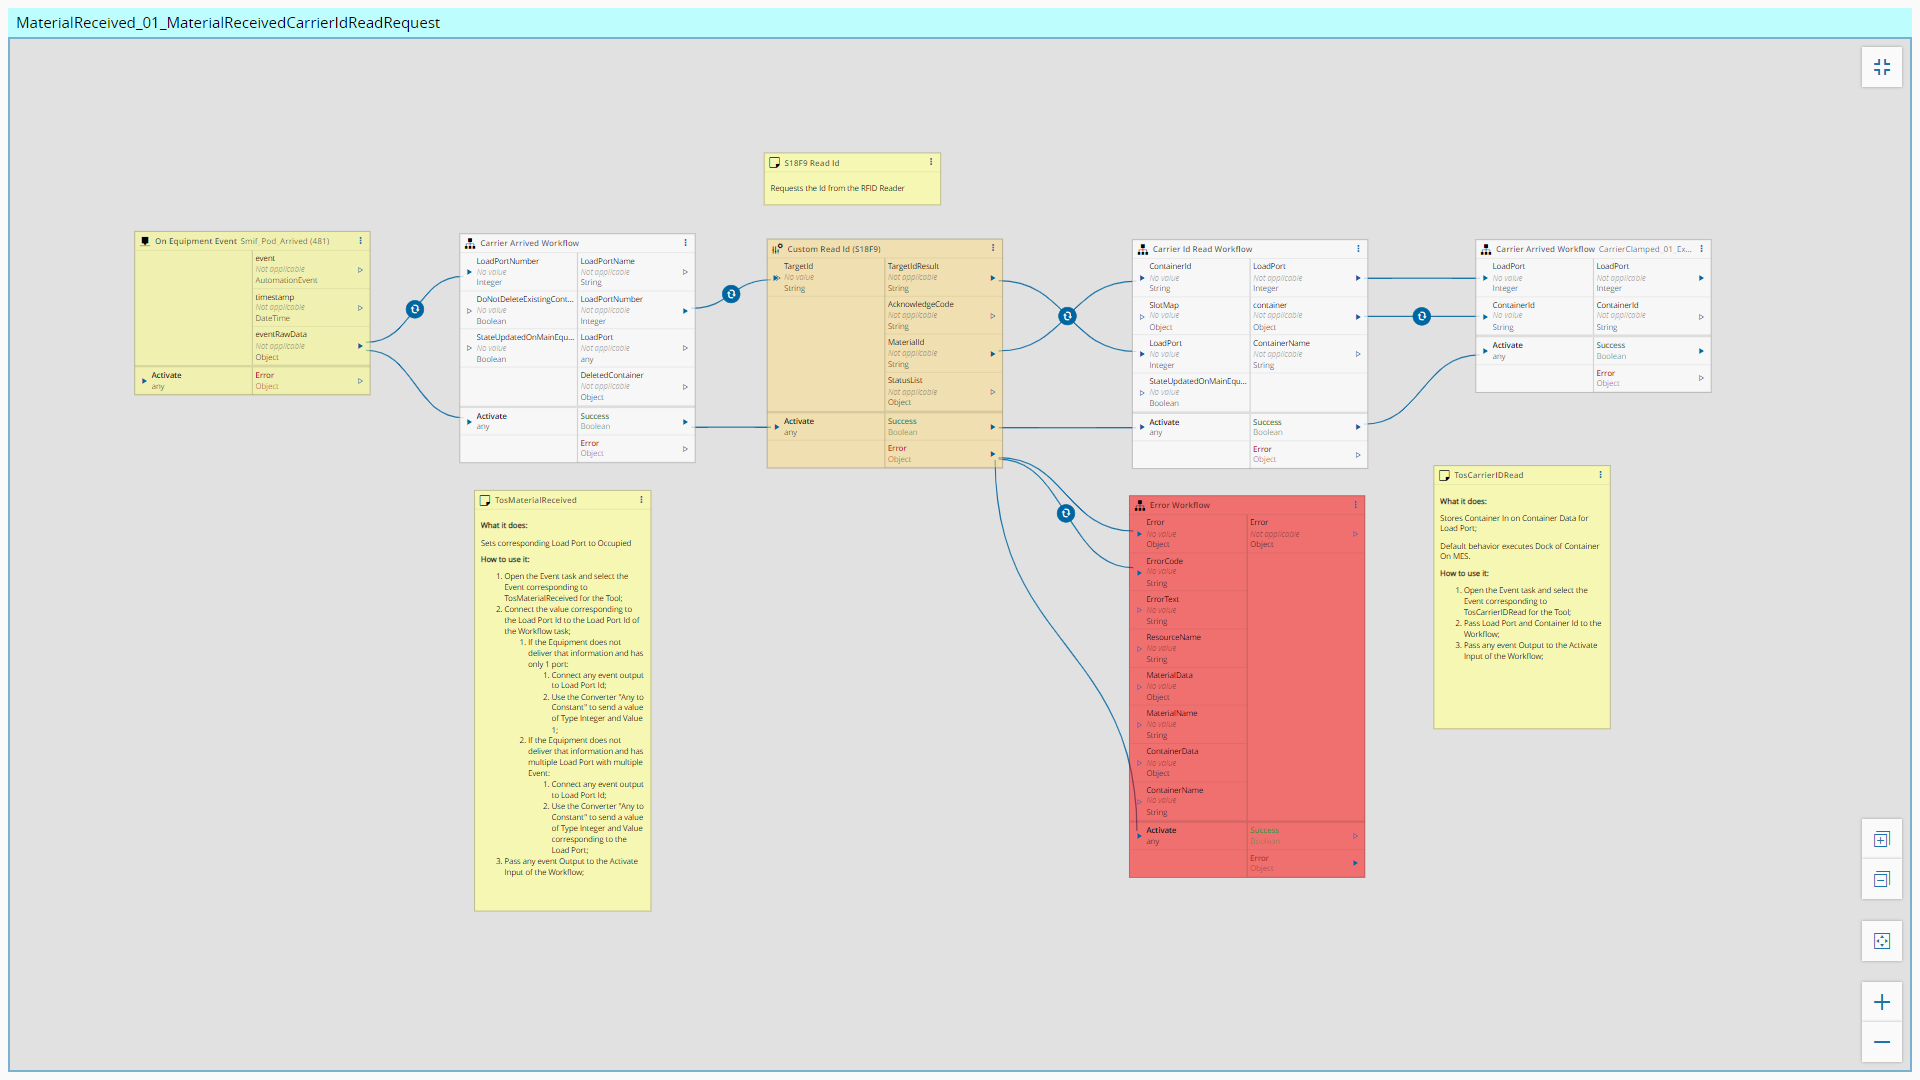 MaterialReceived_01_MaterialReceivedCarrierIdReadRequest
S18F9 Read Id
Requests the Id from the RFID Reader
On Equipment Event Smif_Pod_Arrived (481)
event
Not applicable
AutomationEvent
timestamp
Not applicable
DateTime
eventRawData
Not applicable
Object
Activate
any
Error
Object
Carrier Arrived Workflow
LoadPortNumber
No value
Integer
DoNotDeleteExistingCont...
No value
Boolean
StateUpdatedOnMainEqu...
No value
Boolean
LoadPortName
Not applicable
String
LoadPortNumber
Not applicable
Integer
LoadPort
Not applicable
any
DeletedContainer
Not applicable
Object
Activate
any
Success
Boolean
Error
Object
Custom Read Id (S18F9)
TargetId
No value
String
TargetIdResult
Not applicable
String
AcknowledgeCode
Not applicable
String
MaterialId
Not applicable
String
StatusList
Not applicable
Object
Activate
any
Success
Boolean
Error
Object
Carrier Id Read Workflow
ContainerId
No value
String
SlotMap
No value
Object
LoadPort
No value
Integer
StateUpdatedOnMainEqu...
No value
Boolean
LoadPort
Not applicable
Integer
container
Not applicable
Object
ContainerName
Not applicable
String
Activate
any
Success
Boolean
Error
Object
Carrier Arrived Workflow CarrierClamped_01_Ex...
LoadPort
No value
Integer
ContainerId
No value
String
LoadPort
Not applicable
Integer
ContainerId
Not applicable
String
Activate
any
Success
Boolean
Error
Object
TosMaterialReceived
What it does:
Sets corresponding Load Port to Occupied
How to use it:
1. Open the Event task and select the
Event corresponding to
TosMaterialReceived for the Tool;
2. Connect the value corresponding to
the Load Port Id to the Load Port Id of
the Workflow task;
1. If the Equipment does not
deliver that information and has
only 1 port:
1. Connect any event output
to Load Port Id;
2. Use the Converter "Any to
Constant" to send a value
of Type Integer and Value
1;
2. If the Equipment does not
deliver that information and has
multiple Load Port with multiple
Event:
1. Connect any event output
to Load Port Id;
2. Use the Converter "Any to
Constant" to send a value
of Type Integer and Value
corresponding to the
Load Port;
3. Pass any event Output to the Activate
Input of the Workflow;
Error Workflow
Error
No value
Object
ErrorCode
No value
String
ErrorText
No value
String
ResourceName
No value
String
MaterialData
No value
Object
MaterialName
No value
String
ContainerData
No value
Object
ContainerName
No value
String
Error
Not applicable
Object
Activate
any
Success
Boolean
Error
Object
TosCarrierIDRead
What it does:
Stores Container In on Container Data for
Load Port;
Default behavior executes Dock of Container
On MES.
How to use it:
1. Open the Event task and select the
Event corresponding to
TosCarrierIDRead for the Tool;
2. Pass Load Port and Container Id to the
Workflow;
3. Pass any event Output to the Activate
Input of the Workflow;